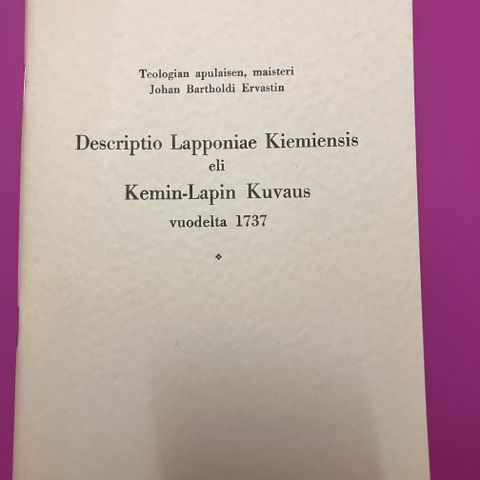 Teologian apulaisen, maisteri
Johan Bartholdi Ervastin
Descriptio Lapponiae Kiemiensis
eli
Kemin-Lapin Kuvaus
vuodelta 1737